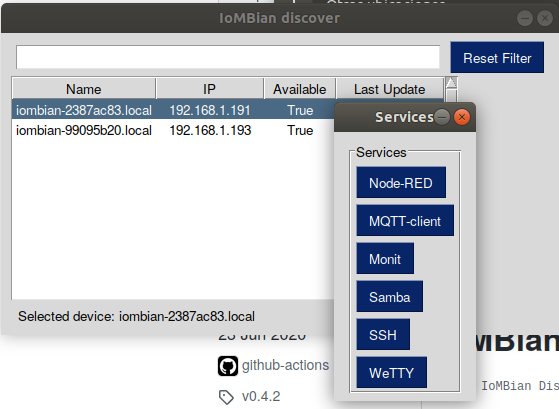 Otras ubicaciones
IoMBian discover
Reset Filter
Name IP Available Last Update
iombian-2387ac83.local 192.168.1.191 True
iombian-99095b20.local 192.168.1.193 True
Selected device: iombian-2387ac83.local
Services
Services
Node-RED
MQTT-client
Monit
Samba
SSH
WeTTY
23 Jun 2020
github-actions
v0.4.2
MBian
IoMBian Dis